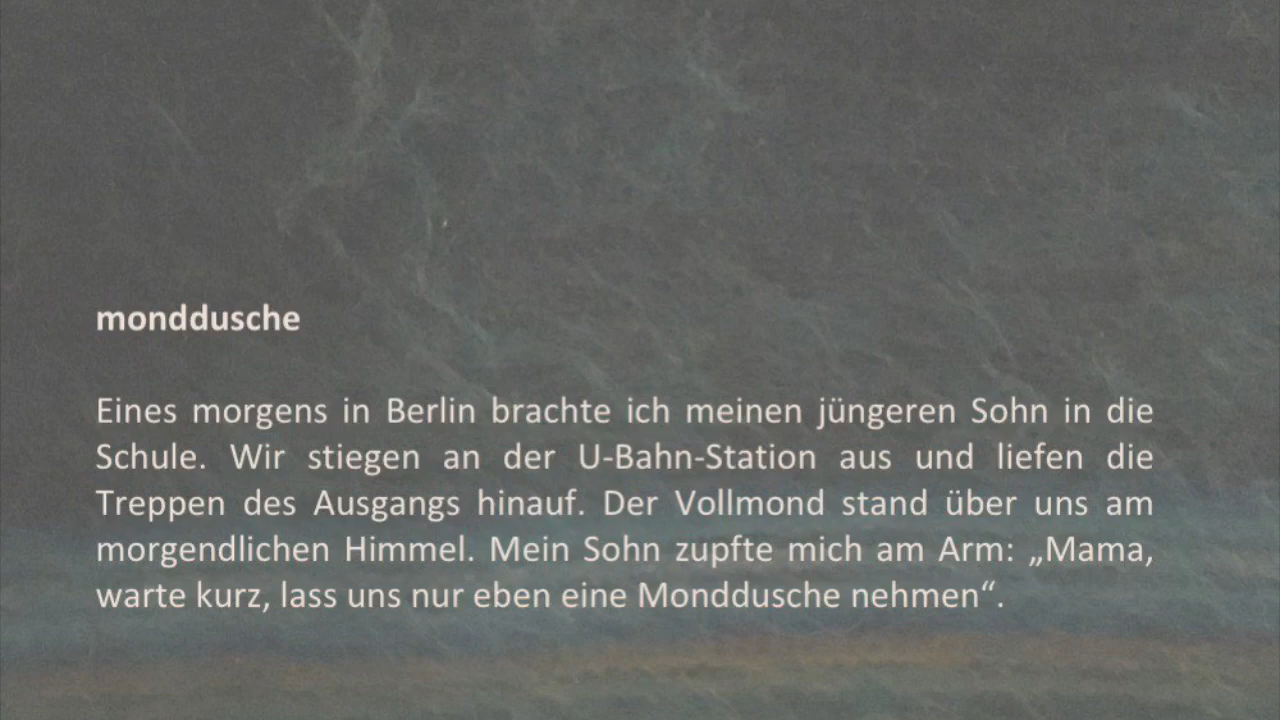 monddusche
Eines morgens in Berlin brachte ich meinen jüngeren Sohn in die
Schule. Wir stiegen an der U-Bahn-Station aus und liefen die
Treppen des Ausgangs hinauf. Der Vollmond stand über uns am
morgendlichen Himmel. Mein Sohn zupfte mich am Arm: „Mama,
warte kurz, lass uns nur eben eine Monddusche nehmen“.